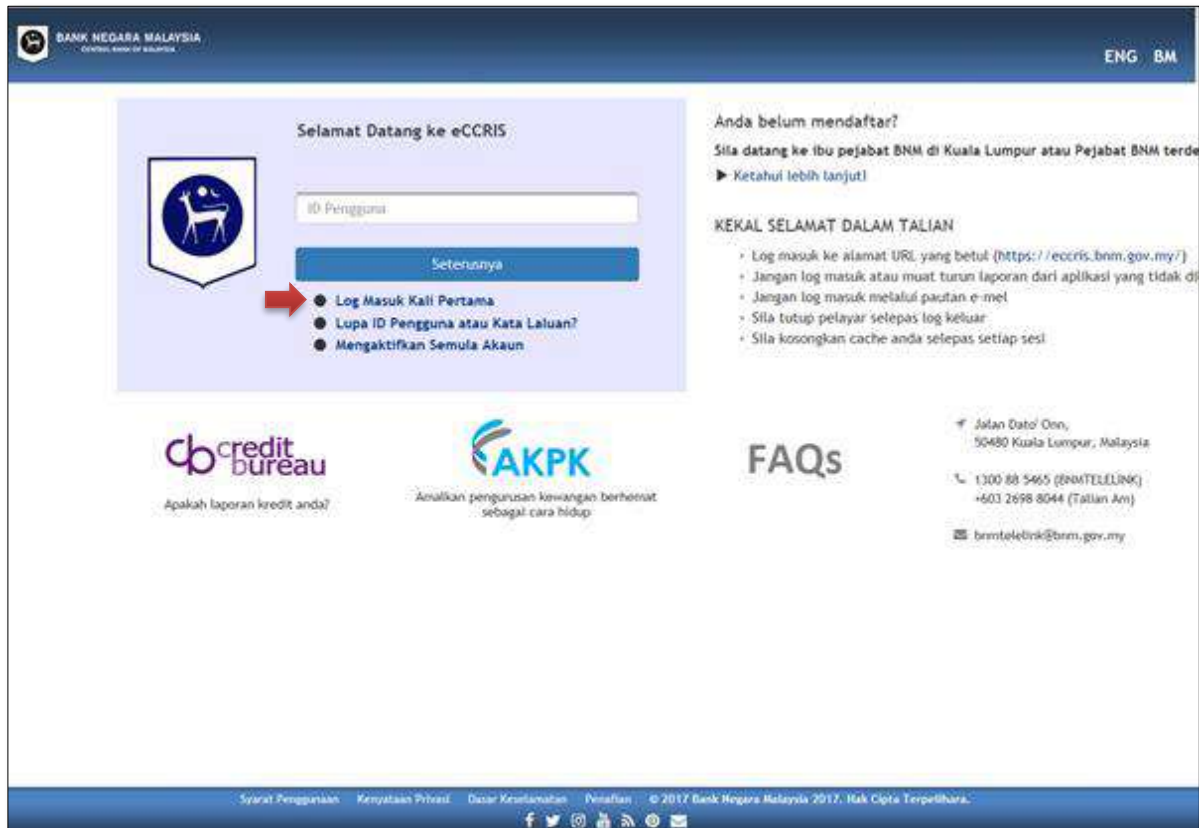 BANK NEGARA MALAYSIA
CENTRAL BANK OF MALAYSIA
ENG BM
Selamat Datang ke eCCRIS
ID Pengguna
Seterusnya
Log Masuk Kali Pertama
Lupa ID Pengguna atau Kata Laluan?
Mengaktifkan Semula Akaun
Anda belum mendaftar?
Sila datang ke ibu pejabat BNM di Kuala Lumpur atau Pejabat BNM terde
Ketahui lebih lanjut!
KEKAL SELAMAT DALAM TALIAN
Log masuk ke alamat URL yang betul (https://eccris.bnm.gov.my/)
Jangan log masuk atau muat turun laporan dari aplikasi yang tidak di
Jangan log masuk melalui pautan e-mel
Sila tutup pelayar selepas log keluar
Sila kosongkan cache anda selepas setiap sesi
cb credit bureau
Apakah laporan kredit anda?
AKPK
Amalkan pengurusan kewangan berhemat
sebagai cara hidup
FAQs
Jalan Dato' Onn,
50480 Kuala Lumpur, Malaysia
1300 88 5465 (BNMTELELINK)
+603 2698 8044 (Talian Am)
bnmtelelink@bnm.gov.my
Syarat Penggunaan Kenyataan Privasi Dasar Keselamatan Penafian © 2017 Bank Negara Malaysia 2017. Hak Cipta Terpelihara.